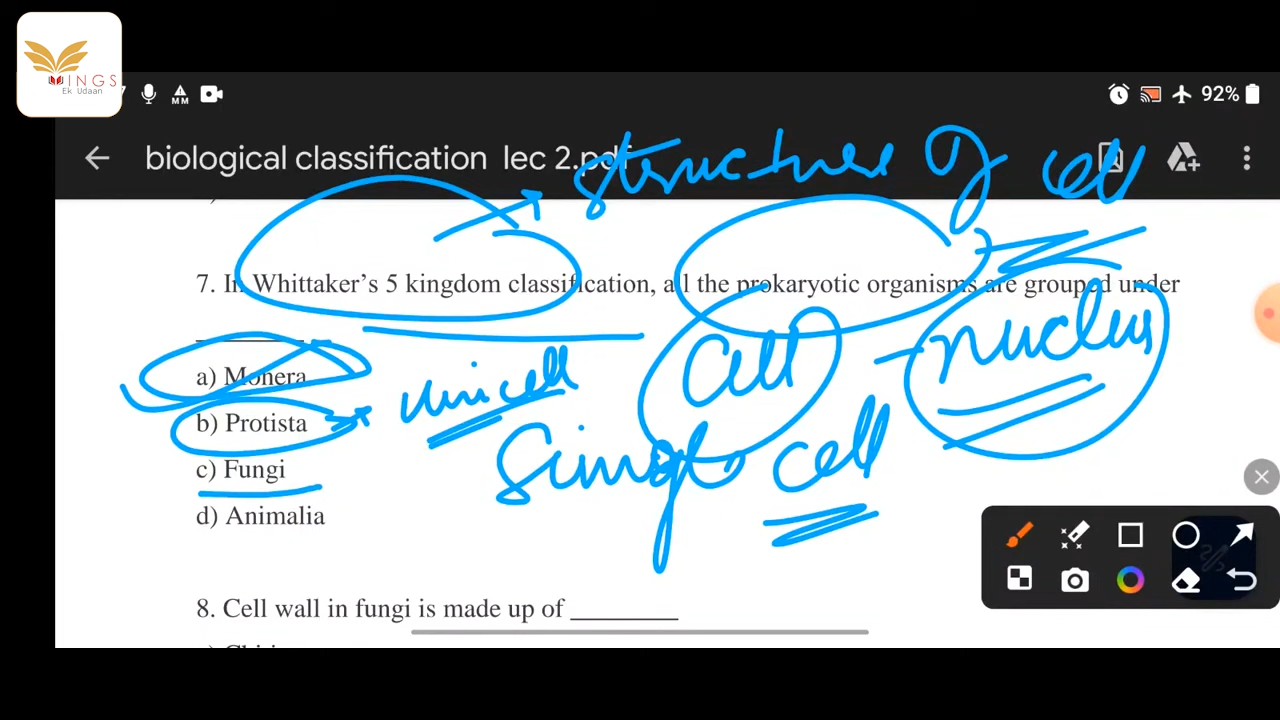 WINGS
Ek Udaan
MM
92%
biological classification lec 2.pdf
structure of cell
7. In Whittaker's 5 kingdom classification, all the prokaryotic organisms are grouped under
________
a) Monera
b) Protista
unicell
cell
nucleus
single cell
c) Fungi
d) Animalia
8. Cell wall in fungi is made up of ________